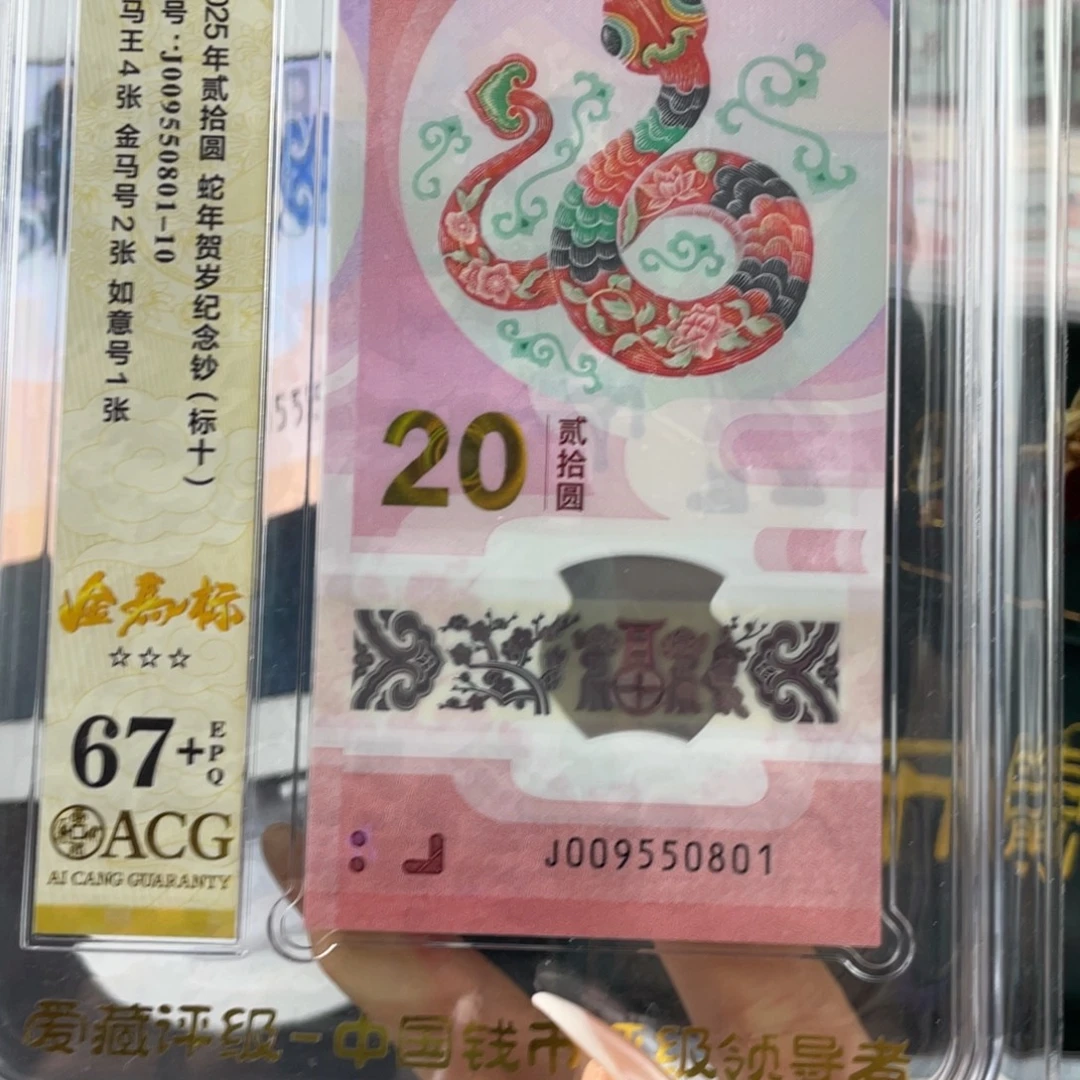 025年贰拾圆 蛇年贺岁纪念钞(标十)
号:J009550801-10
马王4张 金马号2张 如意号1张
金马标
☆☆☆
67+
EPQ
ACG
AI CANG GUARANTY
20
贰拾圆
J009550801
爱藏评级-中国钱币评级领导者